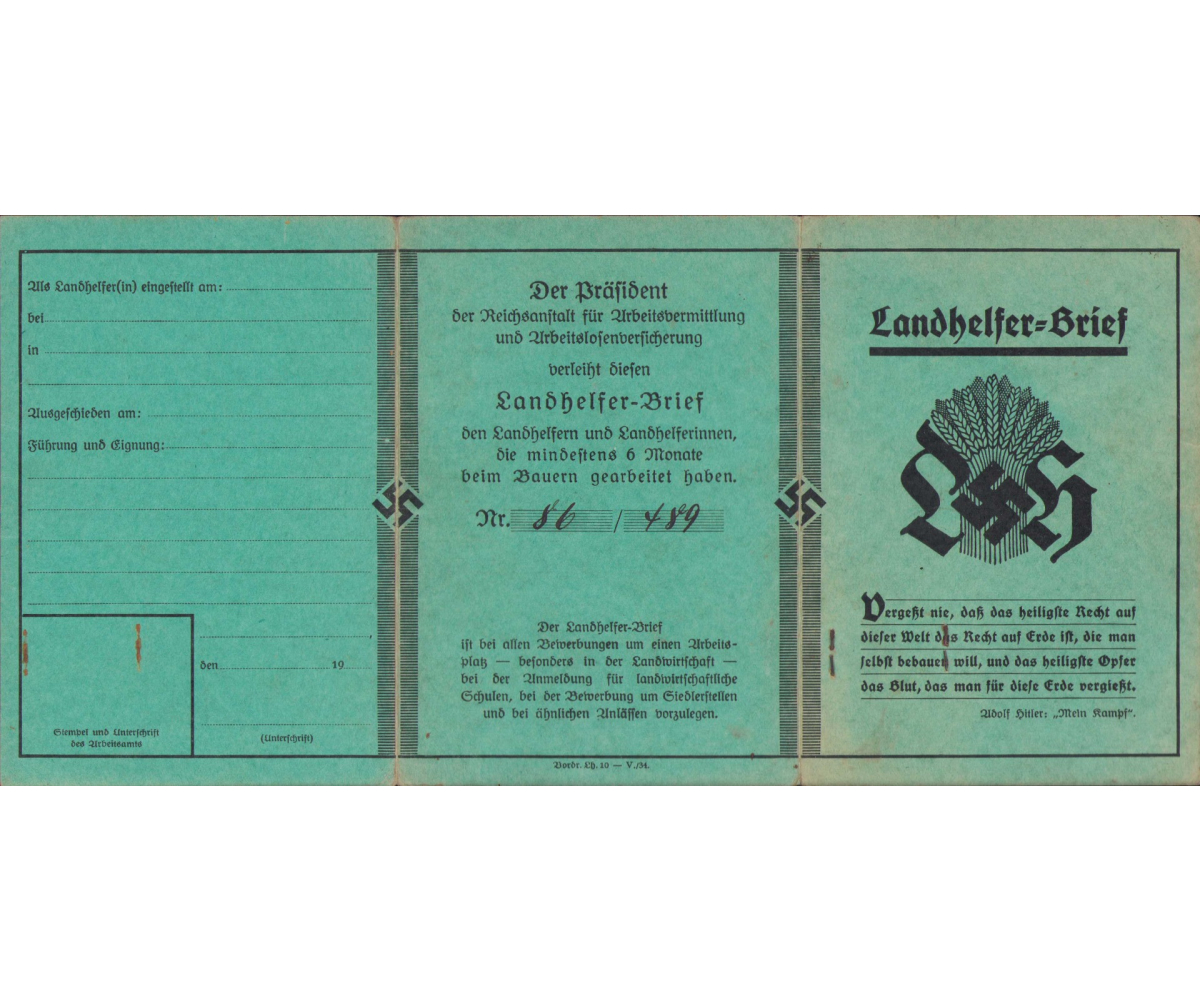 Als Landhelfer(in) eingestellt am:
bei
in
Ausgeschieden am:
Führung und Eignung:
den 19
Stempel und Unterschrift
des Arbeitsamts
(Unterschrift)
Der Präsident
der Reichsanstalt für Arbeitsvermittlung
und Arbeitslosenversicherung
verleiht diesen
Landhelfer-Brief
den Landhelfern und Landhelferinnen,
die mindestens 6 Monate
beim Bauern gearbeitet haben.
Nr. 86 / 489
Der Landhelfer-Brief
ist bei allen Bewerbungen um einen Arbeits-
platz — besonders in der Landwirtschaft —
bei der Anmeldung für landwirtschaftliche
Schulen, bei der Bewerbung um Siedlerstellen
und bei ähnlichen Anlässen vorzulegen.
Vordr. Lh. 10 — V./34.
Landhelfer-Brief
L H
Vergeßt nie, daß das heiligste Recht auf
dieser Welt das Recht auf Erde ist, die man
selbst bebauen will, und das heiligste Opfer
das Blut, das man für diese Erde vergießt.
Adolf Hitler: „Mein Kampf“.